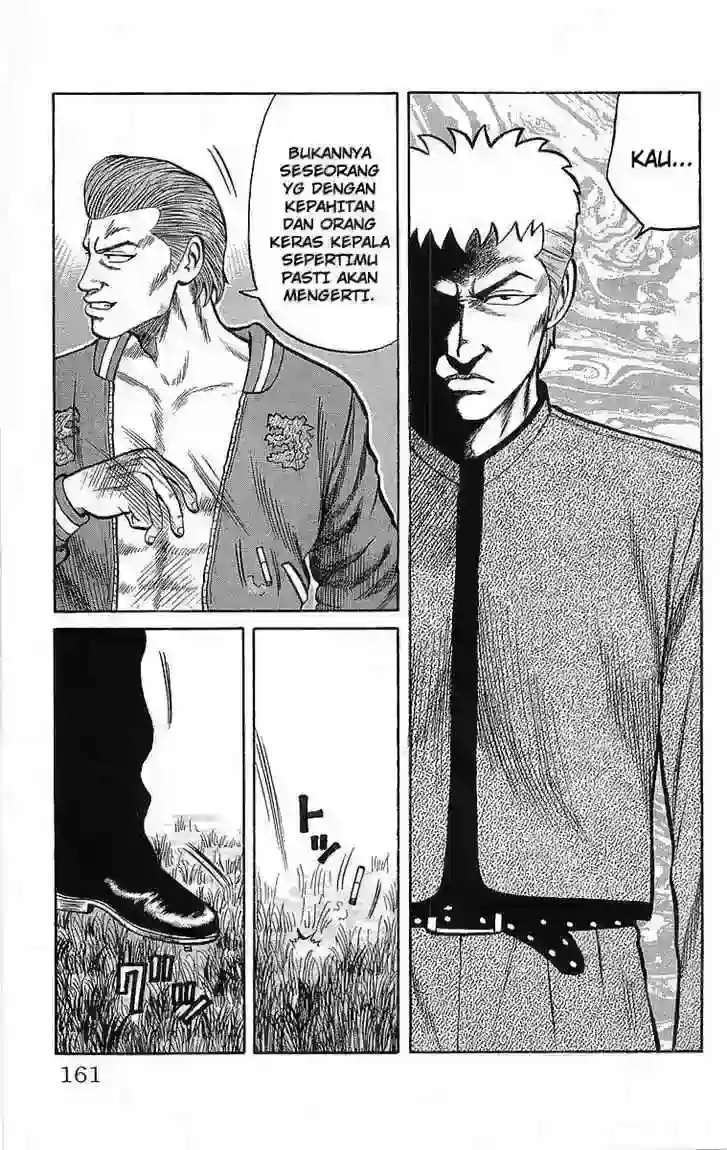 KAU...
BUKANNYA
SESEORANG
YG DENGAN
KEPAHITAN
DAN ORANG
KERAS KEPALA
SEPERTIMU
PASTI AKAN
MENGERTI.
トッ
グッ
161